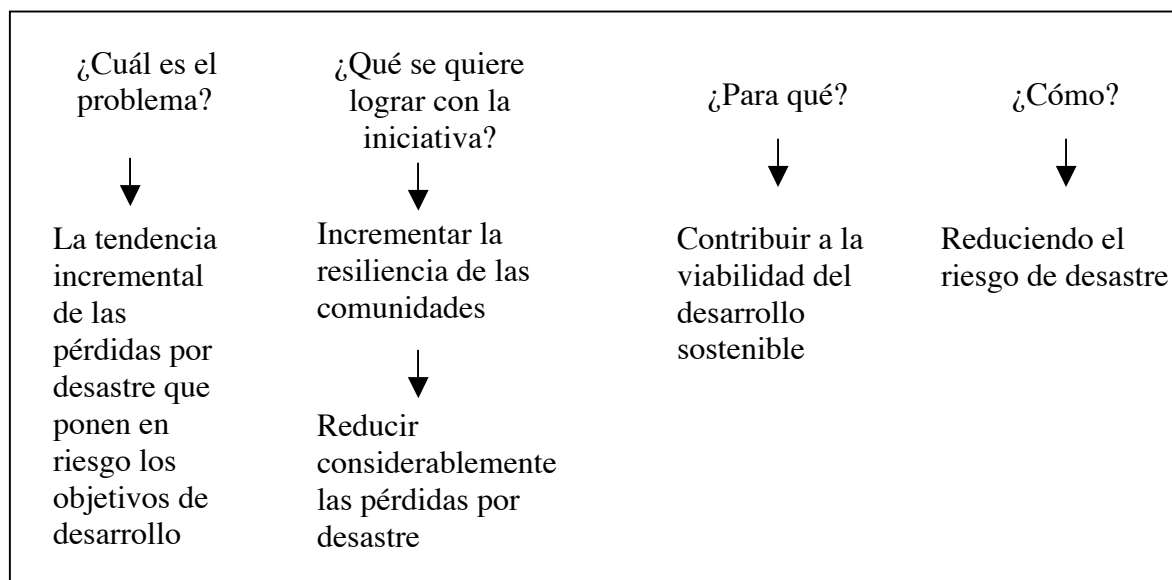 ¿Cuál es el
problema?
La tendencia
incremental
de las
pérdidas por
desastre que
ponen en
riesgo los
objetivos de
desarrollo
¿Qué se quiere
lograr con la
iniciativa?
Incrementar la
resiliencia de las
comunidades
Reducir
considerablemente
las pérdidas por
desastre
¿Para qué?
Contribuir a la
viabilidad del
desarrollo
sostenible
¿Cómo?
Reduciendo el
riesgo de desastre